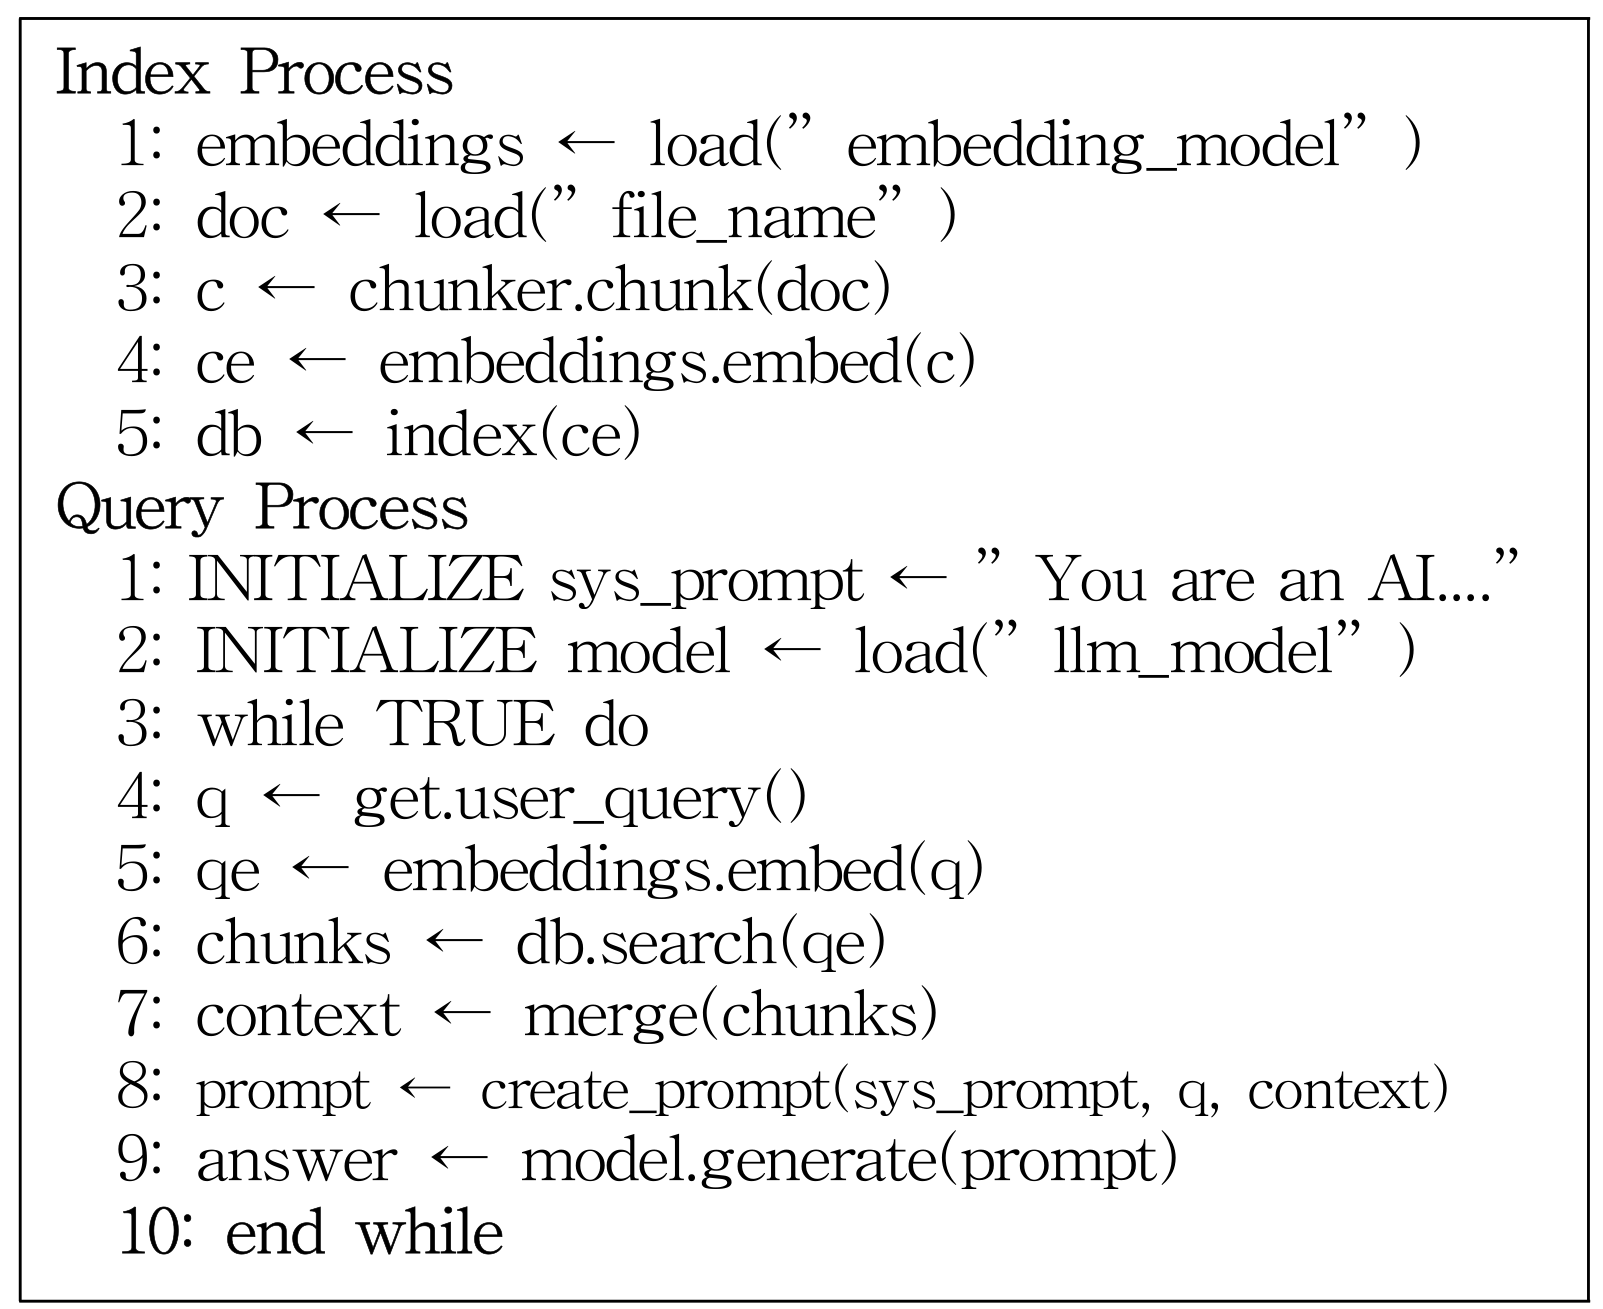 Index Process
1: embeddings ← load(” embedding_model” )
2: doc ← load(” file_name” )
3: c ← chunker.chunk(doc)
4: ce ← embeddings.embed(c)
5: db ← index(ce)
Query Process
1: INITIALIZE sys_prompt ← ” You are an AI....”
2: INITIALIZE model ← load(” llm_model” )
3: while TRUE do
4: q ← get.user_query()
5: qe ← embeddings.embed(q)
6: chunks ← db.search(qe)
7: context ← merge(chunks)
8: prompt ← create_prompt(sys_prompt, q, context)
9: answer ← model.generate(prompt)
10: end while